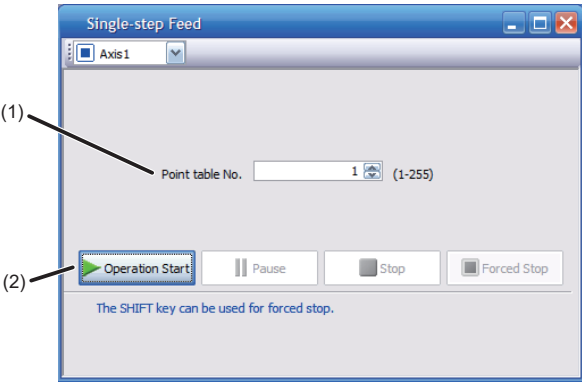 Single-step Feed
Axis1
(1)
Point table No. 1 (1-255)
(2)
Operation Start Pause Stop Forced Stop
The SHIFT key can be used for forced stop.